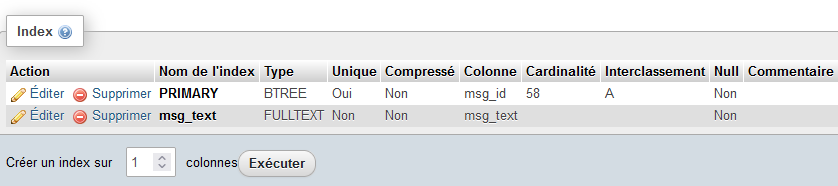 Index
Action Nom de l'index Type Unique Compressé Colonne Cardinalité Interclassement Null Commentaire
Éditer Supprimer PRIMARY BTREE Oui Non msg_id 58 A Non
Éditer Supprimer msg_text FULLTEXT Non Non msg_text Non
Créer un index sur 1 colonnes Exécuter